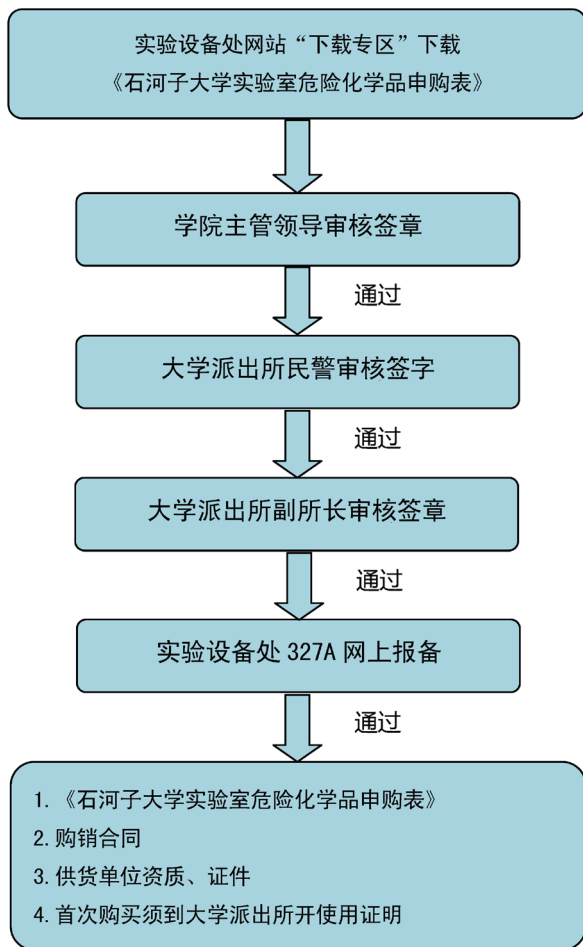 实验设备处网站“下载专区”下载
《石河子大学实验室危险化学品申购表》
学院主管领导审核签章
通过
大学派出所民警审核签字
通过
大学派出所副所长审核签章
通过
实验设备处 327A 网上报备
通过
1. 《石河子大学实验室危险化学品申购表》
2. 购销合同
3. 供货单位资质、证件
4. 首次购买须到大学派出所开使用证明